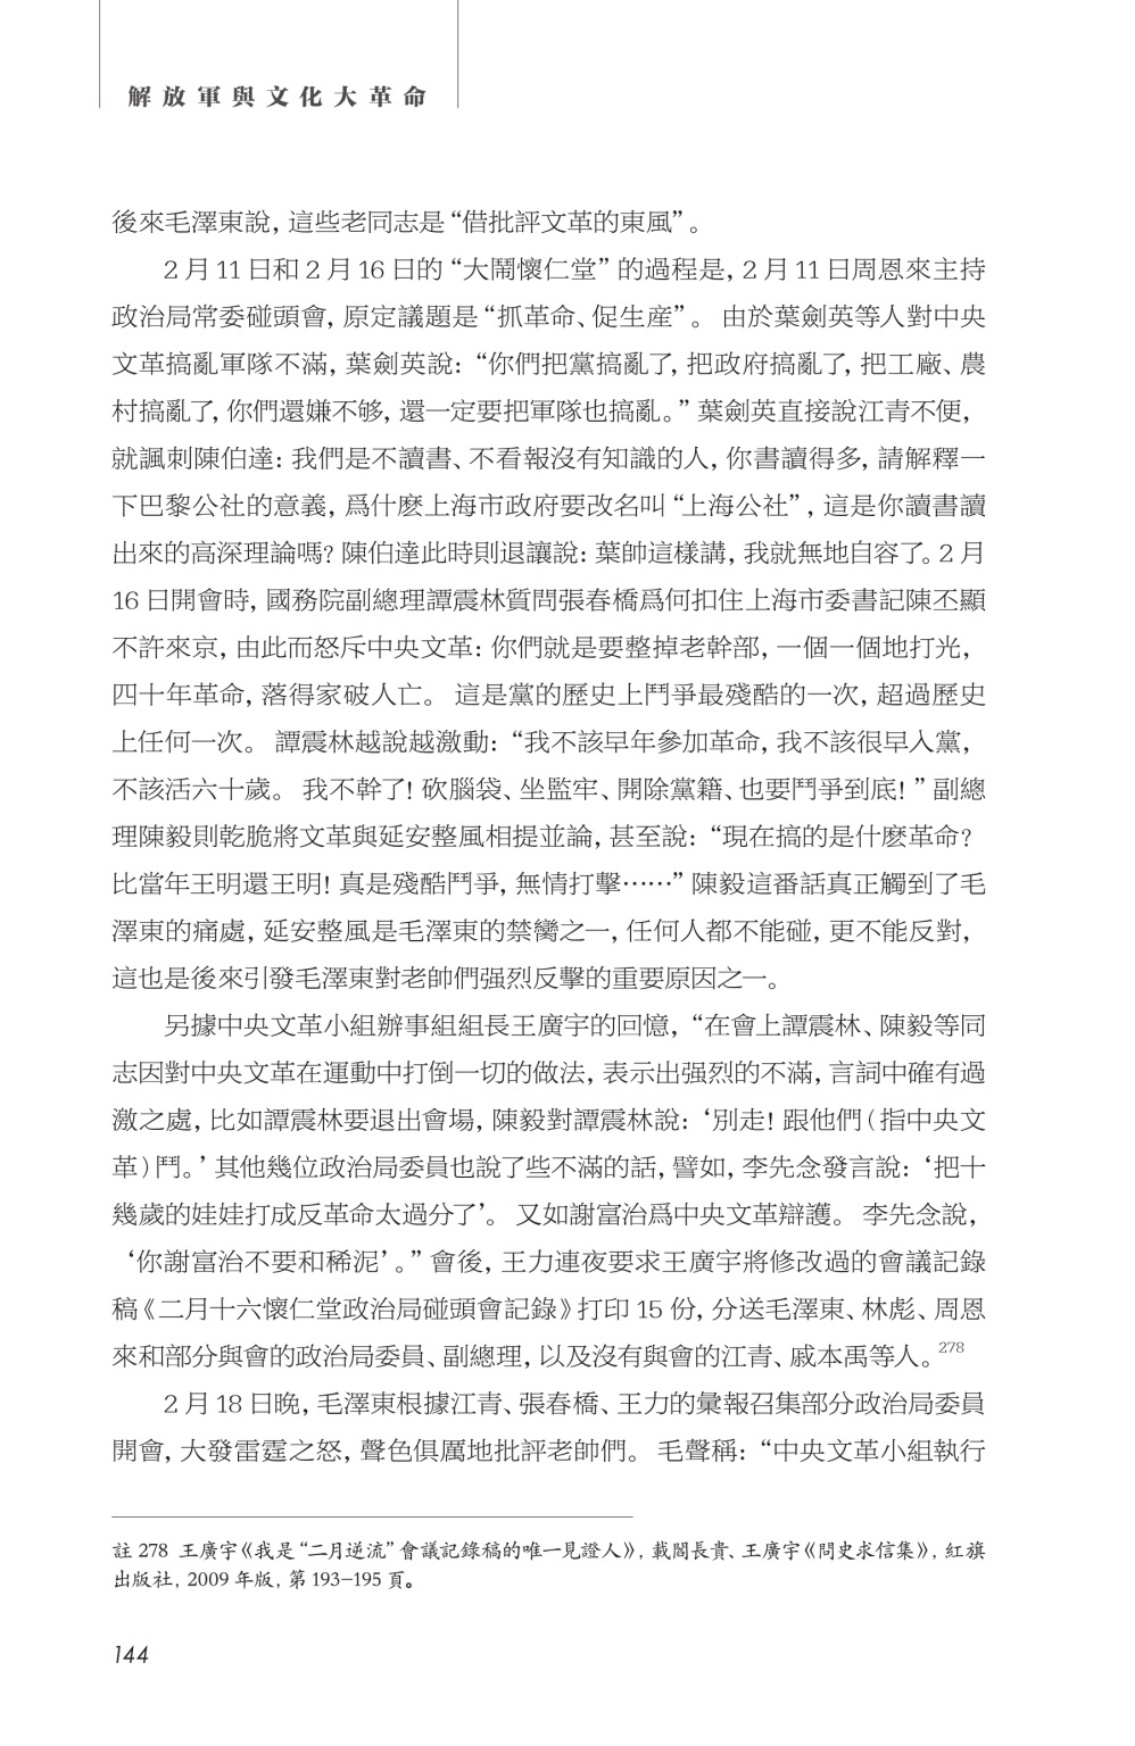 解放軍與文化大革命
後來毛澤東說，這些老同志是“借批評文革的東風”。
2月11日和2月16日的“大鬧懷仁堂”的過程是，2月11日周恩來主持
政治局常委碰頭會，原定議題是“抓革命、促生産”。 由於葉劍英等人對中央
文革搞亂軍隊不滿，葉劍英說：“你們把黨搞亂了，把政府搞亂了，把工廠、農
村搞亂了，你們還嫌不够，還一定要把軍隊也搞亂。”葉劍英直接說江青不便，
就諷刺陳伯達：我們是不讀書、不看報沒有知識的人，你書讀得多，請解釋一
下巴黎公社的意義，爲什麽上海市政府要改名叫“上海公社”，這是你讀書讀
出來的高深理論嗎？陳伯達此時則退讓說：葉帥這樣講，我就無地自容了。2月
16日開會時，國務院副總理譚震林質問張春橋爲何扣住上海市委書記陳丕顯
不許來京，由此而怒斥中央文革：你們就是要整掉老幹部，一個一個地打光，
四十年革命，落得家破人亡。 這是黨的歷史上鬥爭最殘酷的一次，超過歷史
上任何一次。 譚震林越說越激動：“我不該早年參加革命，我不該很早入黨，
不該活六十歲。 我不幹了！砍腦袋、坐監牢、開除黨籍、也要鬥爭到底！”副總
理陳毅則乾脆將文革與延安整風相提並論，甚至說：“現在搞的是什麽革命？
比當年王明還王明！真是殘酷鬥爭，無情打擊……”陳毅這番話真正觸到了毛
澤東的痛處，延安整風是毛澤東的禁臠之一，任何人都不能碰，更不能反對，
這也是後來引發毛澤東對老帥們强烈反擊的重要原因之一。
另據中央文革小組辦事組組長王廣宇的回憶，“在會上譚震林、陳毅等同
志因對中央文革在運動中打倒一切的做法，表示出强烈的不滿，言詞中確有過
激之處，比如譚震林要退出會場，陳毅對譚震林說：‘別走！跟他們（指中央文
革）鬥。’其他幾位政治局委員也說了些不滿的話，譬如，李先念發言說：‘把十
幾歲的娃娃打成反革命太過分了’。 又如謝富治爲中央文革辯護。 李先念說，
‘你謝富治不要和稀泥’。”會後，王力連夜要求王廣宇將修改過的會議記錄
稿《二月十六懷仁堂政治局碰頭會記錄》打印15份，分送毛澤東、林彪、周恩
來和部分與會的政治局委員、副總理，以及沒有與會的江青、戚本禹等人。278
2月18日晚，毛澤東根據江青、張春橋、王力的彙報召集部分政治局委員
開會，大發雷霆之怒，聲色俱厲地批評老帥們。 毛聲稱：“中央文革小組執行
註278 王廣宇《我是“二月逆流”會議記錄稿的唯一見證人》，載閻長貴、王廣宇《問史求信集》，紅旗
出版社，2009年版，第193–195頁。
144